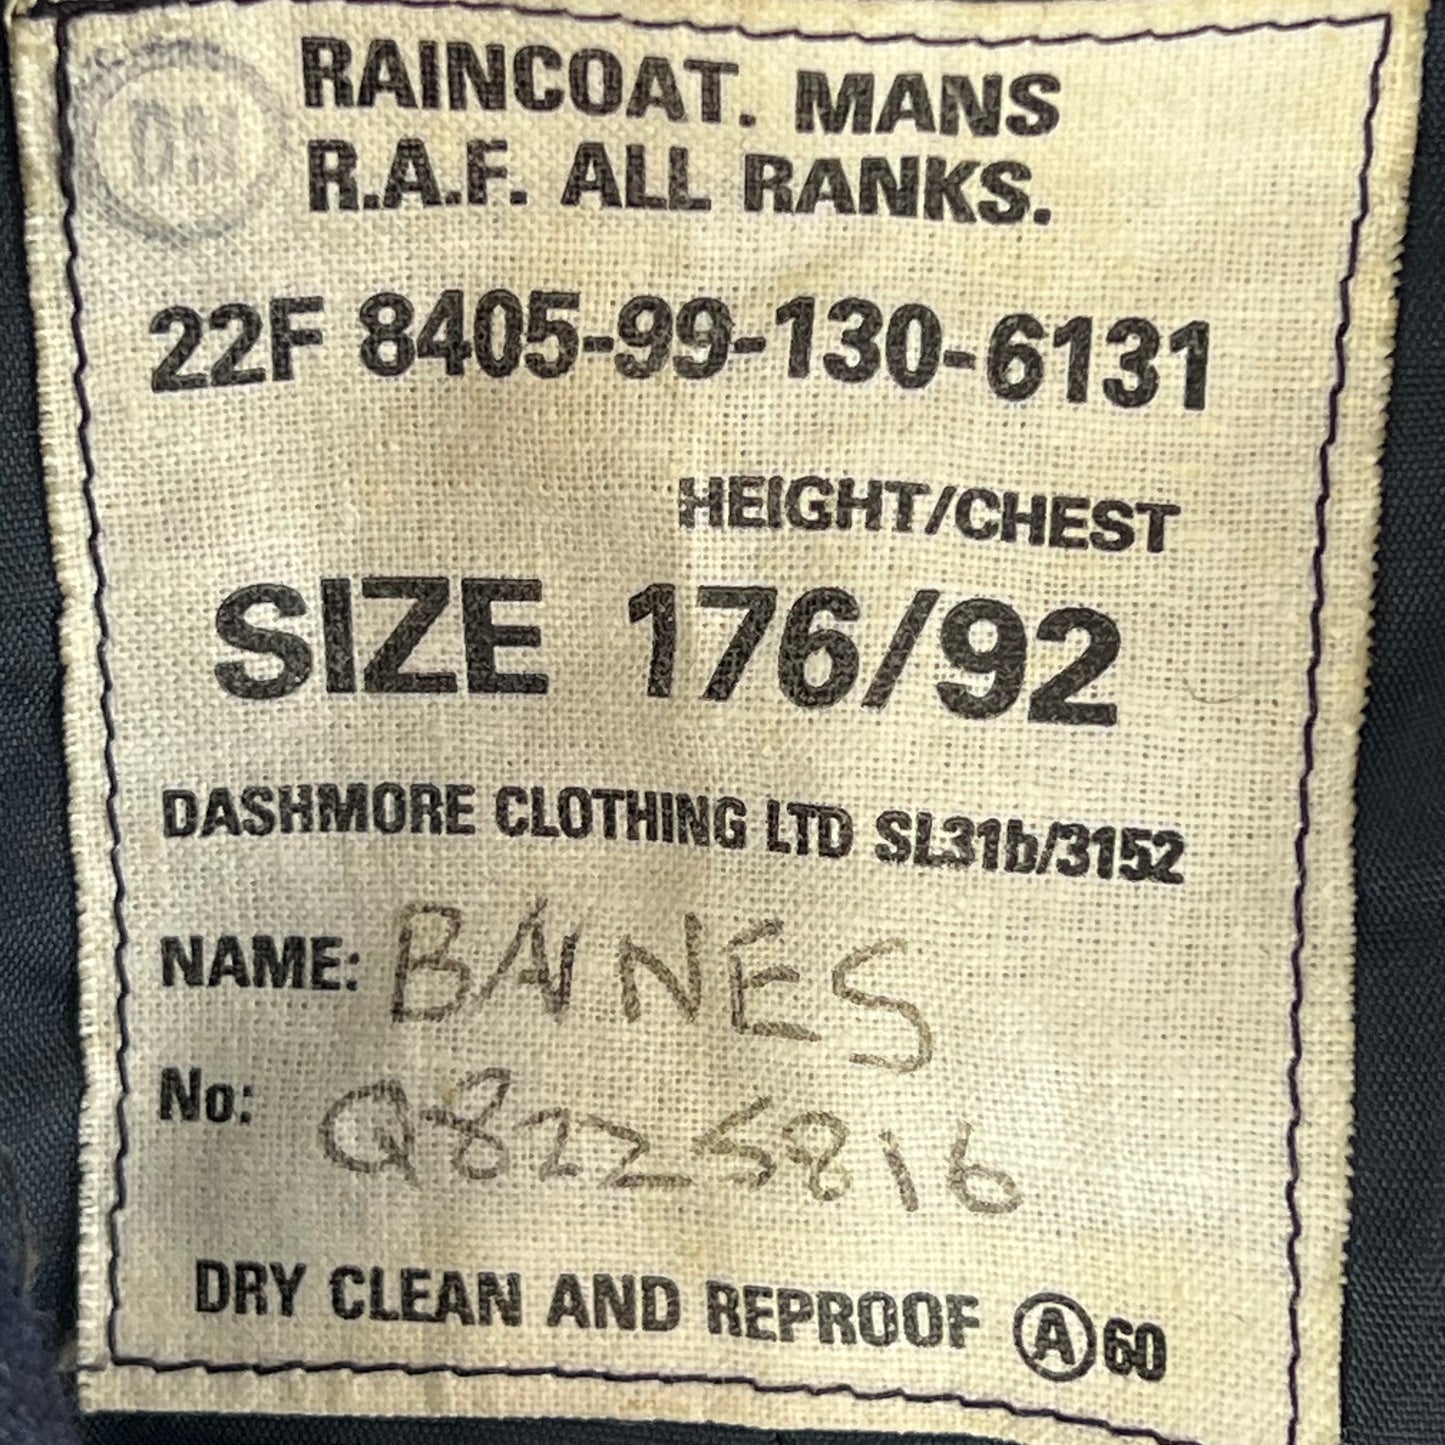 RAINCOAT. MANS
R.A.F. ALL RANKS.
22F 8405-99-130-6131
HEIGHT/CHEST
SIZE 176/92
DASHMORE CLOTHING LTD SL31b/3152
NAME: BAINES
No: Q8225816
DRY CLEAN AND REPROOF Ⓐ60